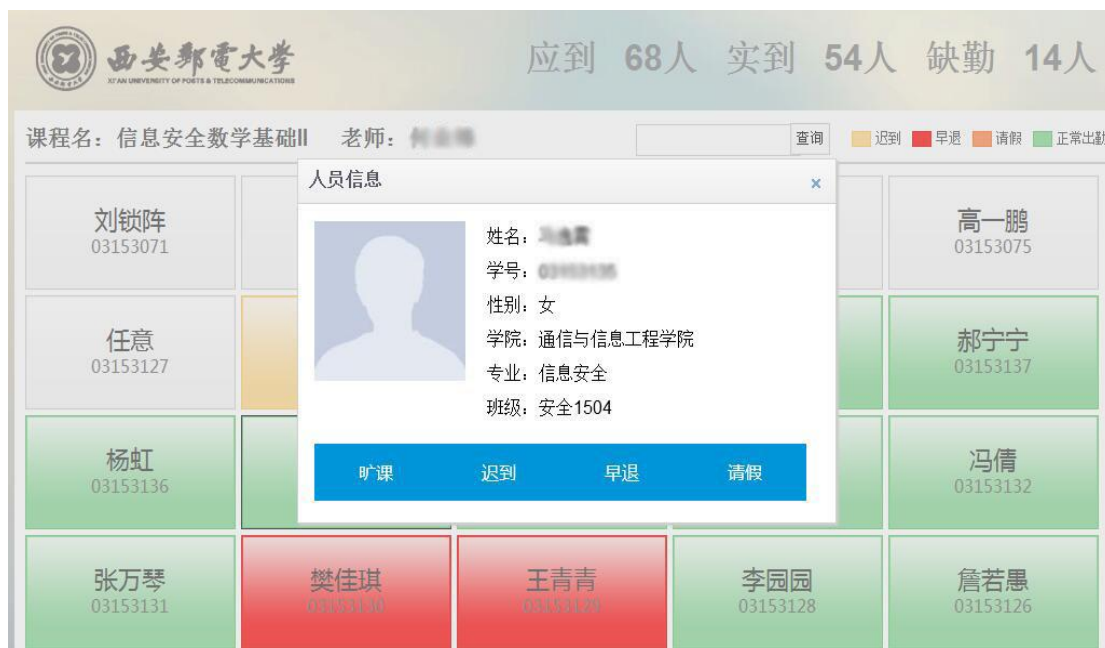 西安邮电大学
XI'AN UNIVERSITY OF POSTS & TELECOMMUNICATIONS
应到 68人 实到 54人 缺勤 14人
课程名：信息安全数学基础II 老师：
查询 迟到 早退 请假 正常出勤
人员信息 ×
姓名：
学号：
性别：女
学院：通信与信息工程学院
专业：信息安全
班级：安全1504
旷课 迟到 早退 请假
刘锁阵
03153071
高一鹏
03153075
任意
03153127
郝宁宁
03153137
杨虹
03153136
冯倩
03153132
张万琴
03153131
樊佳琪
03153130
王青青
03153129
李园园
03153128
詹若愚
03153126